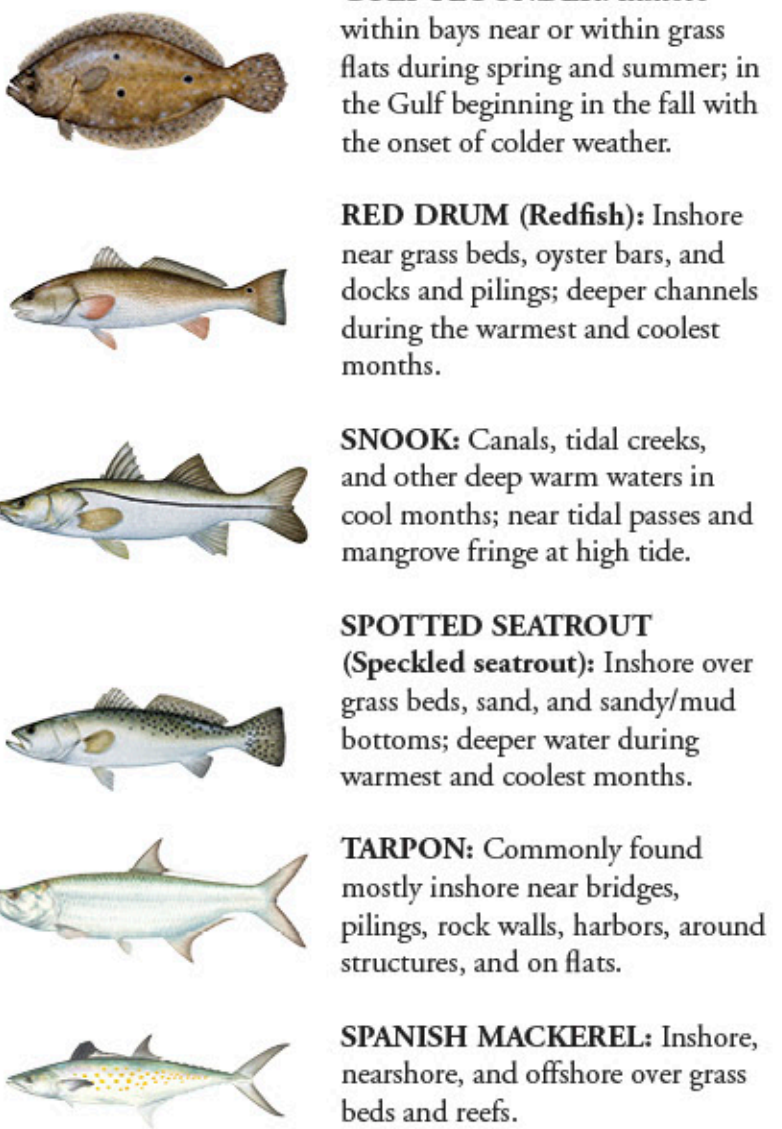 within bays near or within grass
flats during spring and summer; in
the Gulf beginning in the fall with
the onset of colder weather.
RED DRUM (Redfish): Inshore
near grass beds, oyster bars, and
docks and pilings; deeper channels
during the warmest and coolest
months.
SNOOK: Canals, tidal creeks,
and other deep warm waters in
cool months; near tidal passes and
mangrove fringe at high tide.
SPOTTED SEATROUT
(Speckled seatrout): Inshore over
grass beds, sand, and sandy/mud
bottoms; deeper water during
warmest and coolest months.
TARPON: Commonly found
mostly inshore near bridges,
pilings, rock walls, harbors, around
structures, and on flats.
SPANISH MACKEREL: Inshore,
nearshore, and offshore over grass
beds and reefs.